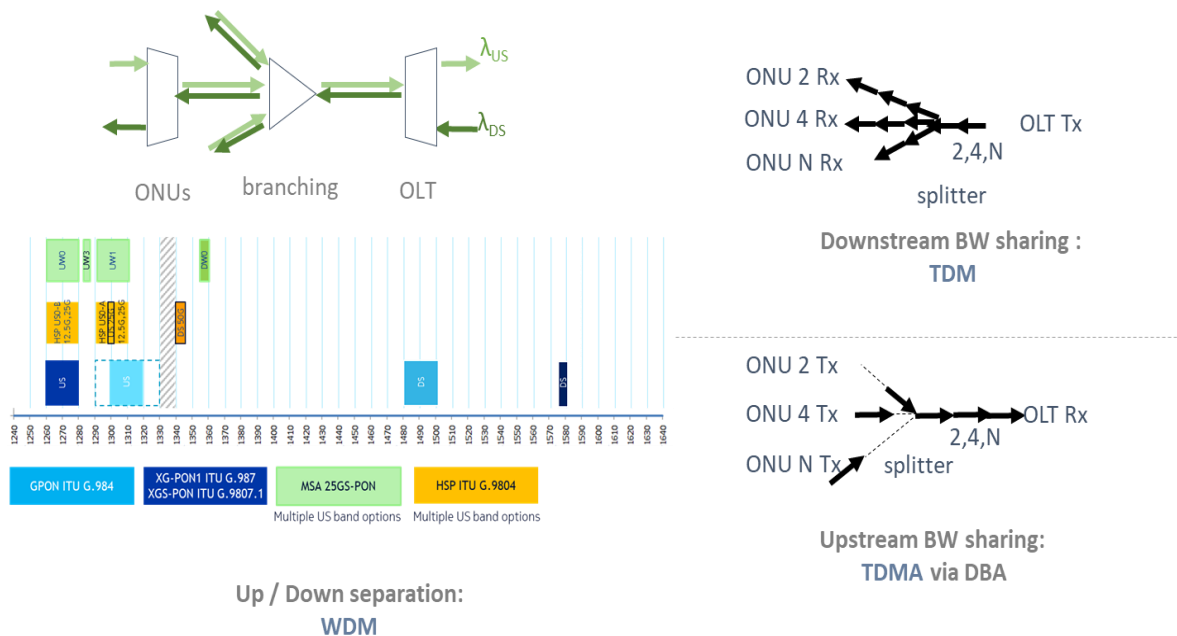 λUS
λDS
ONUs
branching
OLT
UW0
UW3
UW1
DW0
HSP US0-B
12.5G,25G
HSP US0-A
US 25G
12.5G,25G
DS 50G
US
US
DS
DS
1240 1250 1260 1270 1280 1290 1300 1310 1320 1330 1340 1350 1360 1370 1380 1390 1400 1410 1420 1430 1440 1450 1460 1470 1480 1490 1500 1510 1520 1530 1540 1550 1560 1570 1580 1590 1600 1610 1620 1630 1640
GPON ITU G.984
XG-PON1 ITU G.987
XGS-PON ITU G.9807.1
MSA 25GS-PON
HSP ITU G.9804
Multiple US band options
Multiple US band options
Up / Down separation:
WDM
ONU 2 Rx
ONU 4 Rx
OLT Tx
ONU N Rx
2,4,N
splitter
Downstream BW sharing :
TDM
ONU 2 Tx
ONU 4 Tx
OLT Rx
2,4,N
ONU N Tx
splitter
Upstream BW sharing:
TDMA via DBA